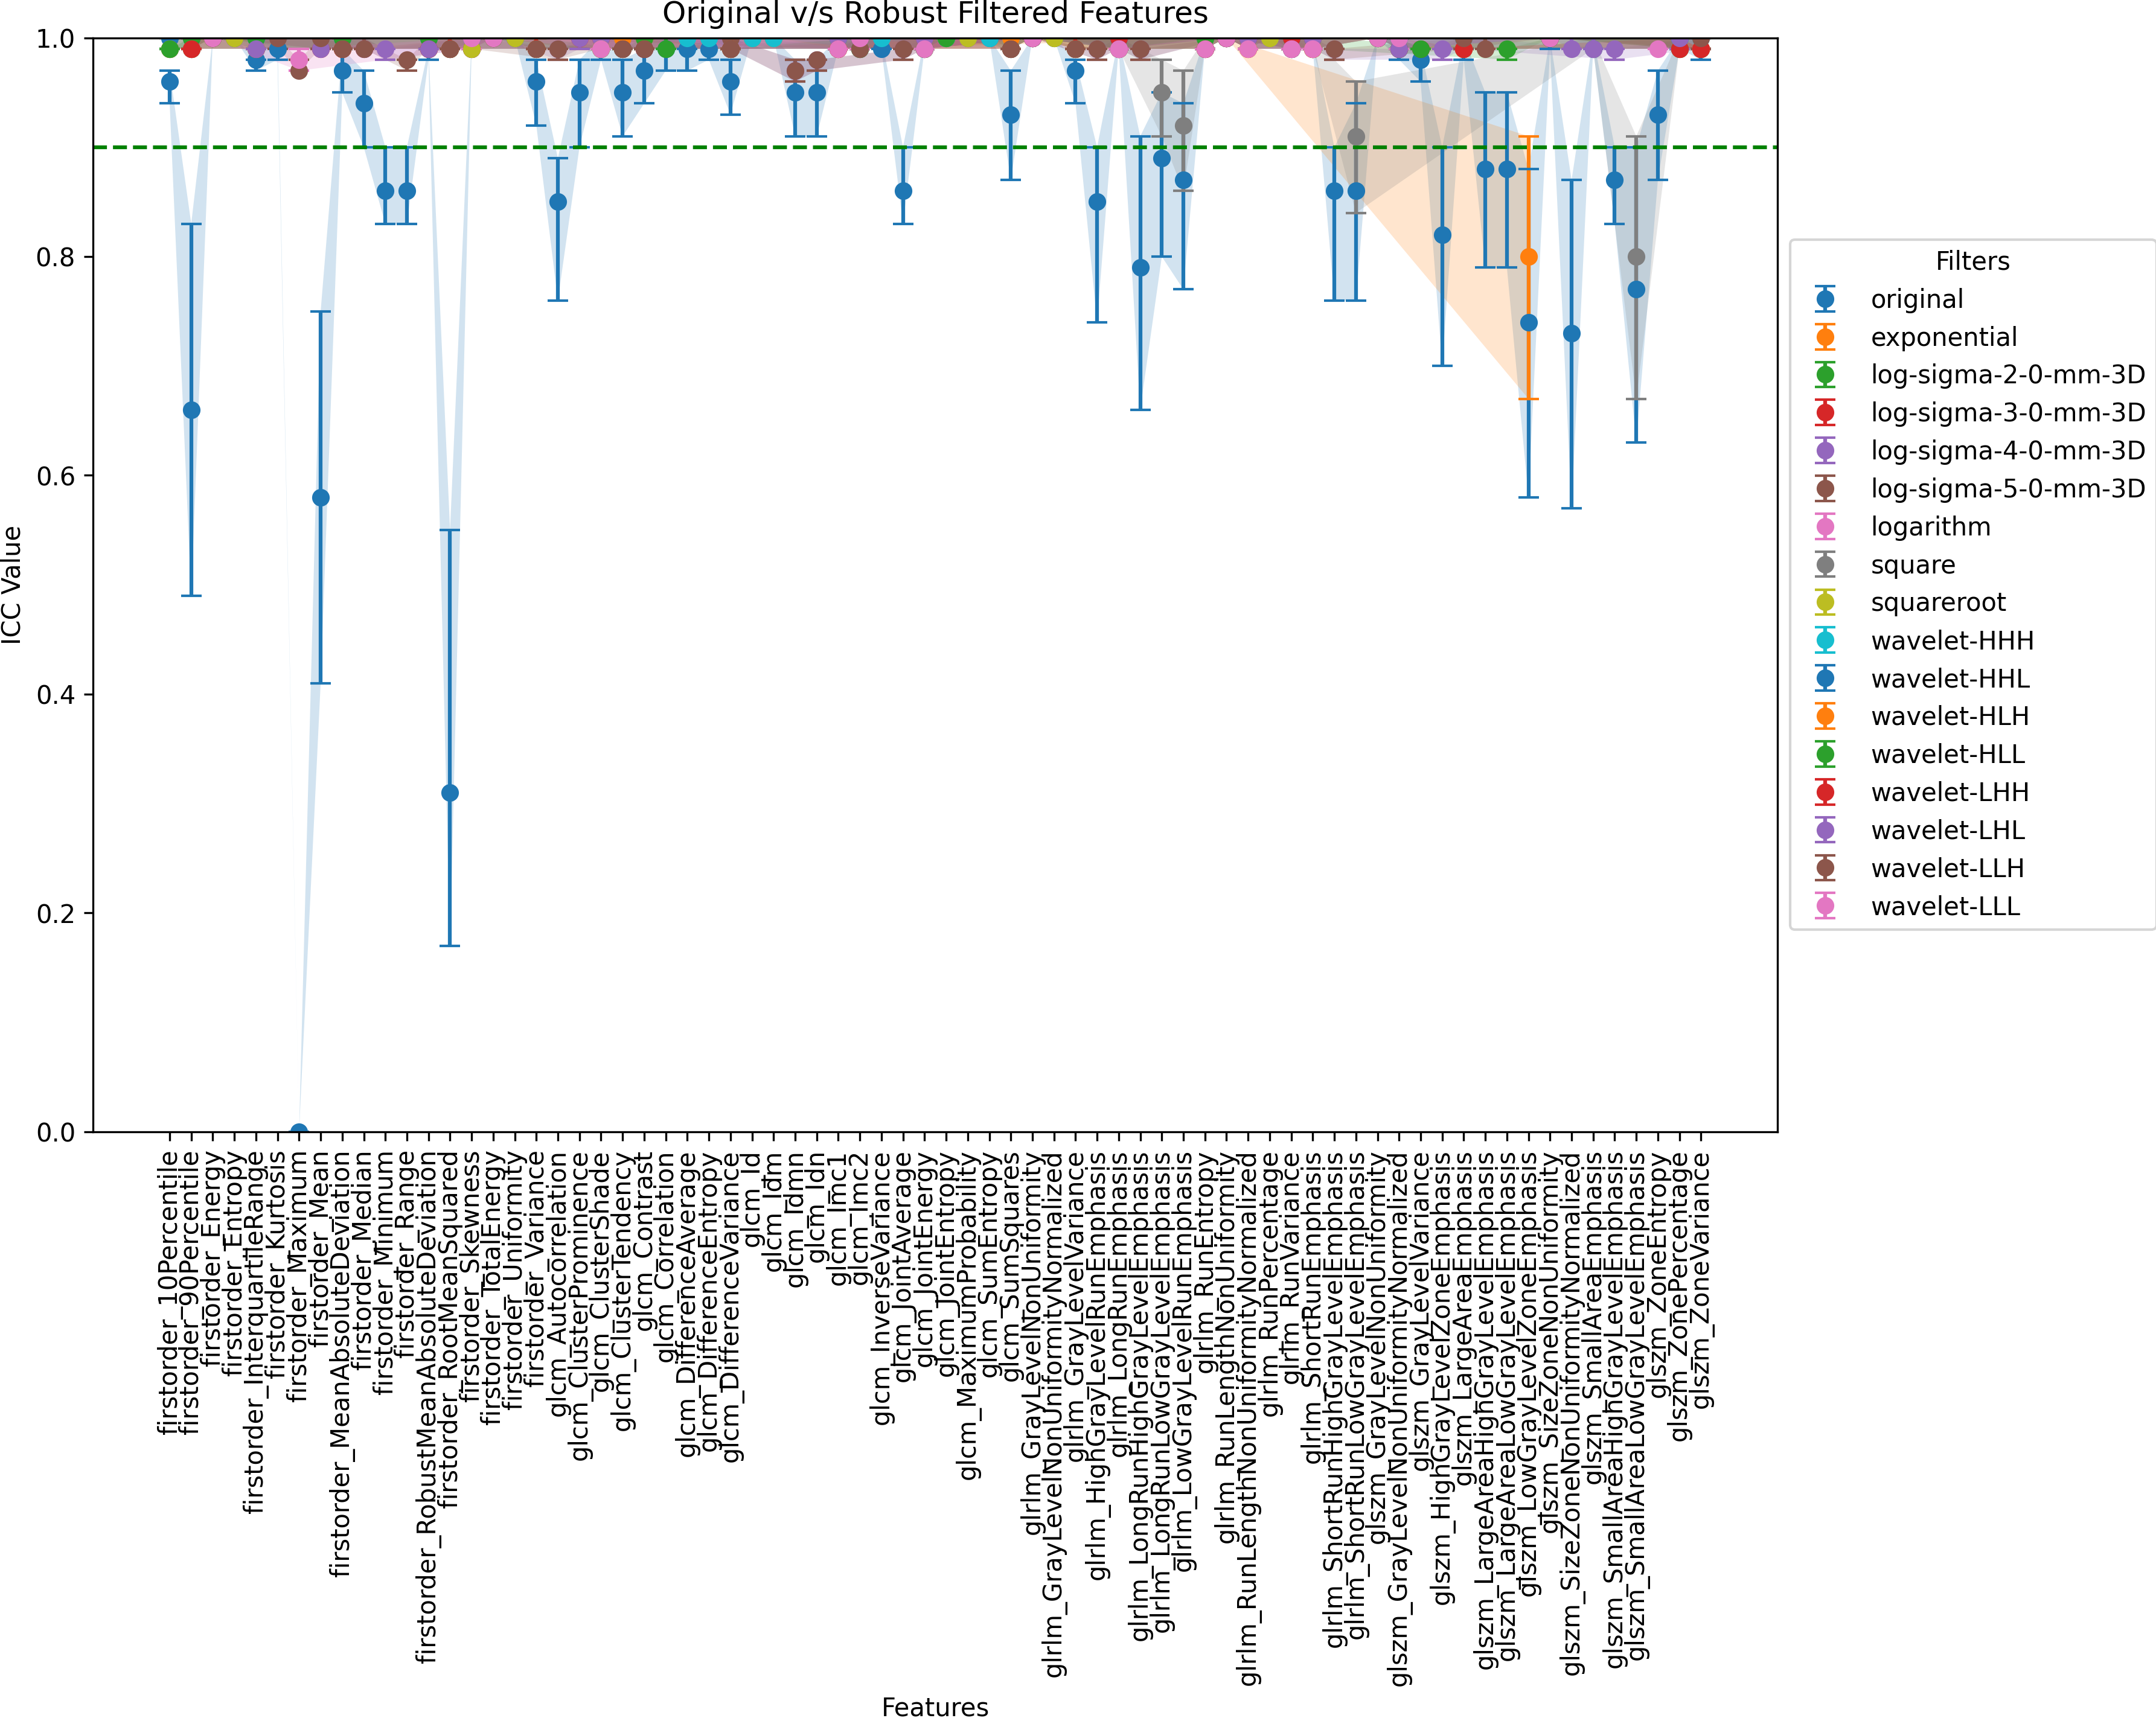 Original v/s Robust Filtered Features
1.0
0.8
0.6
0.4
0.2
0.0
ICC Value
firstorder_10Percentile
firstorder_90Percentile
firstorder_Energy
firstorder_Entropy
firstorder_InterquartileRange
firstorder_Kurtosis
firstorder_Maximum
firstorder_Mean
firstorder_MeanAbsoluteDeviation
firstorder_Median
firstorder_Minimum
firstorder_Range
firstorder_RobustMeanAbsoluteDeviation
firstorder_RootMeanSquared
firstorder_Skewness
firstorder_TotalEnergy
firstorder_Uniformity
firstorder_Variance
glcm_Autocorrelation
glcm_ClusterProminence
glcm_ClusterShade
glcm_ClusterTendency
glcm_Contrast
glcm_Correlation
glcm_DifferenceAverage
glcm_DifferenceEntropy
glcm_DifferenceVariance
glcm_Id
glcm_Idm
glcm_Idmn
glcm_Idn
glcm_Imc1
glcm_Imc2
glcm_InverseVariance
glcm_JointAverage
glcm_JointEnergy
glcm_JointEntropy
glcm_MaximumProbability
glcm_SumEntropy
glcm_SumSquares
glrlm_GrayLevelNonUniformity
glrlm_GrayLevelNonUniformityNormalized
glrlm_GrayLevelVariance
glrlm_HighGrayLevelRunEmphasis
glrlm_LongRunEmphasis
glrlm_LongRunHighGrayLevelEmphasis
glrlm_LongRunLowGrayLevelEmphasis
glrlm_LowGrayLevelRunEmphasis
glrlm_RunEntropy
glrlm_RunLengthNonUniformity
glrlm_RunLengthNonUniformityNormalized
glrlm_RunPercentage
glrlm_RunVariance
glrlm_ShortRunEmphasis
glrlm_ShortRunHighGrayLevelEmphasis
glrlm_ShortRunLowGrayLevelEmphasis
glszm_GrayLevelNonUniformity
glszm_GrayLevelNonUniformityNormalized
glszm_GrayLevelVariance
glszm_HighGrayLevelZoneEmphasis
glszm_LargeAreaEmphasis
glszm_LargeAreaHighGrayLevelEmphasis
glszm_LargeAreaLowGrayLevelEmphasis
glszm_LowGrayLevelZoneEmphasis
glszm_SizeZoneNonUniformity
glszm_SizeZoneNonUniformityNormalized
glszm_SmallAreaEmphasis
glszm_SmallAreaHighGrayLevelEmphasis
glszm_SmallAreaLowGrayLevelEmphasis
glszm_ZoneEntropy
glszm_ZonePercentage
glszm_ZoneVariance
Features
Filters
original
exponential
log-sigma-2-0-mm-3D
log-sigma-3-0-mm-3D
log-sigma-4-0-mm-3D
log-sigma-5-0-mm-3D
logarithm
square
squareroot
wavelet-HHH
wavelet-HHL
wavelet-HLH
wavelet-HLL
wavelet-LHH
wavelet-LHL
wavelet-LLH
wavelet-LLL